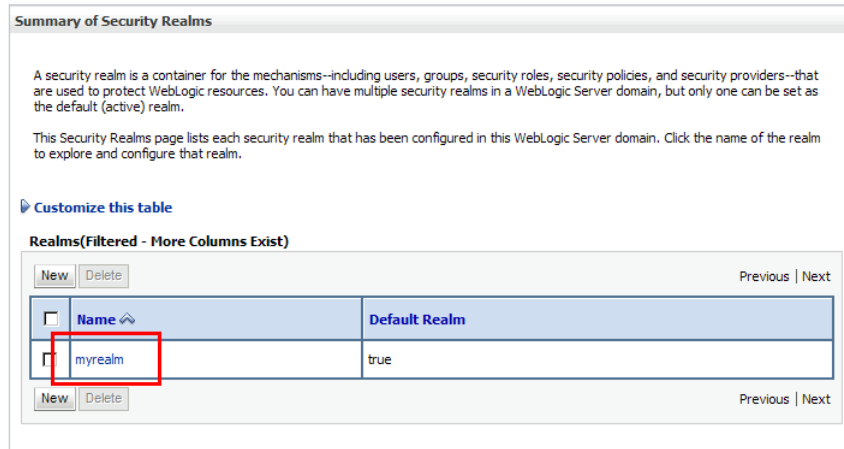 Summary of Security Realms
A security realm is a container for the mechanisms--including users, groups, security roles, security policies, and security providers--that
are used to protect WebLogic resources. You can have multiple security realms in a WebLogic Server domain, but only one can be set as
the default (active) realm.
This Security Realms page lists each security realm that has been configured in this WebLogic Server domain. Click the name of the realm
to explore and configure that realm.
Customize this table
Realms(Filtered - More Columns Exist)
New Delete Previous | Next
Name Default Realm
myrealm true
New Delete Previous | Next